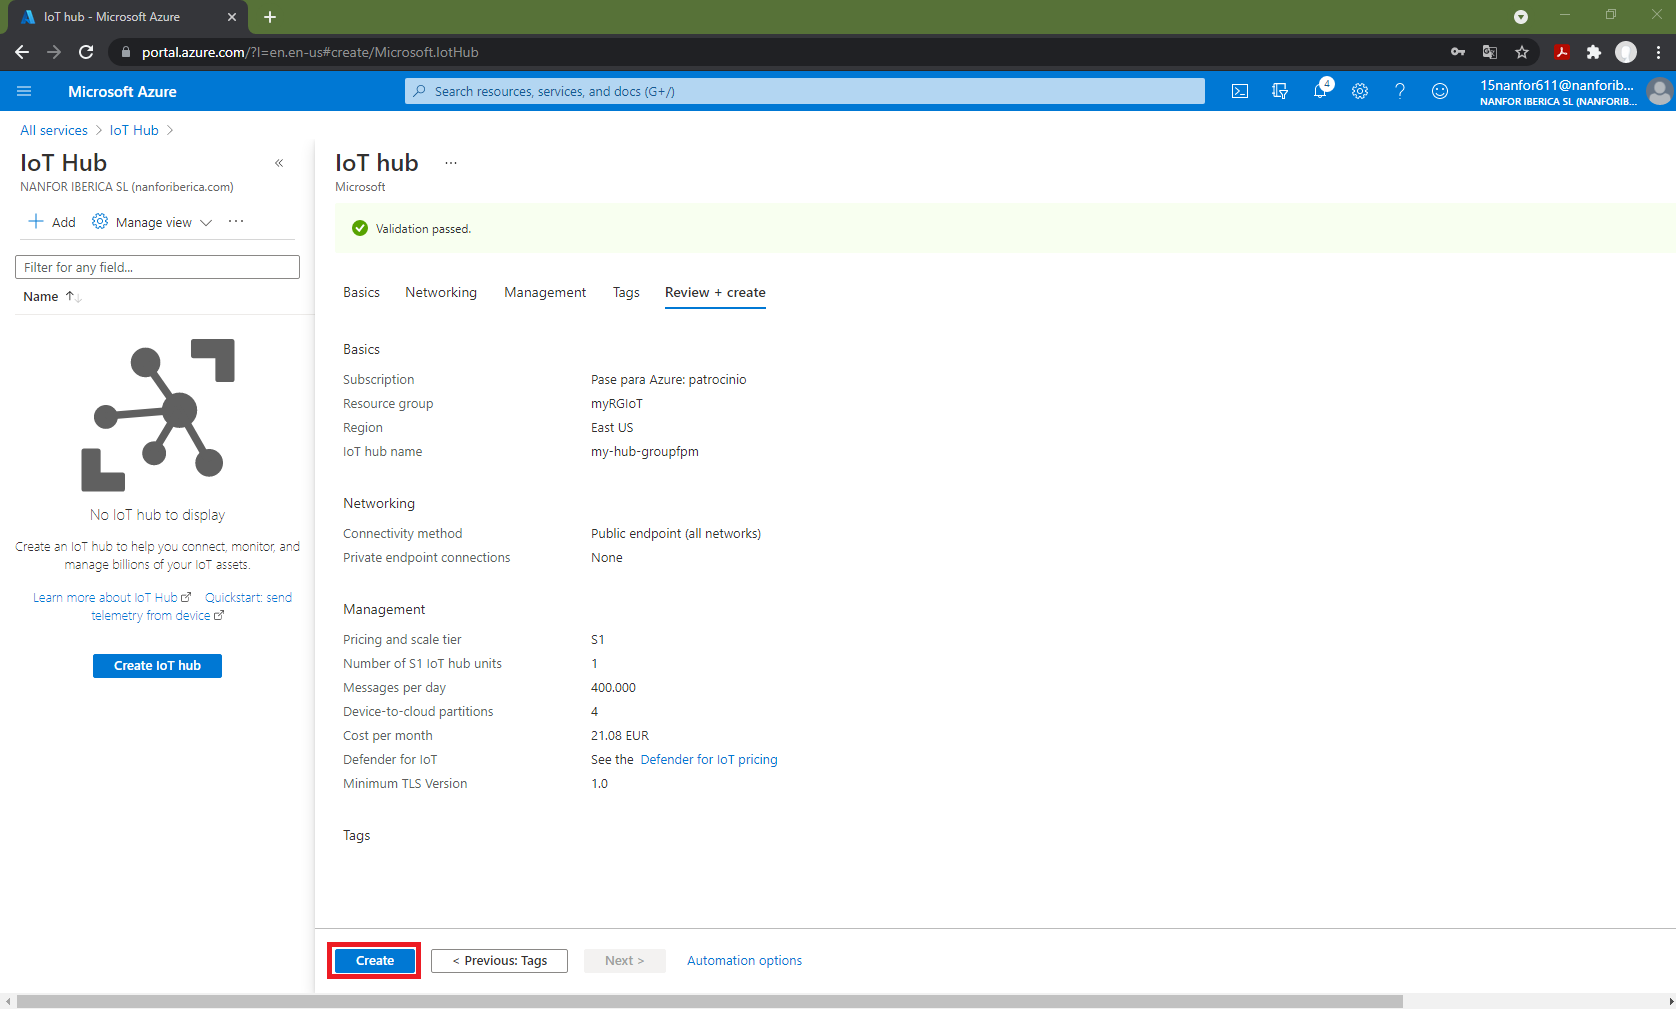 IoT hub - Microsoft Azure
portal.azure.com/?l=en.en-us#create/Microsoft.IotHub
Microsoft Azure
Search resources, services, and docs (G+/)
4
15nanfor611@nanforib...
NANFOR IBERICA SL (NANFORIB...
All services > IoT Hub >
IoT Hub
NANFOR IBERICA SL (nanforiberica.com)
Add
Manage view
Filter for any field...
Name
No IoT hub to display
Create an IoT hub to help you connect, monitor, and
manage billions of your IoT assets.
Learn more about IoT Hub
Quickstart: send
telemetry from device
Create IoT hub
IoT hub ...
Microsoft
Validation passed.
Basics
Networking
Management
Tags
Review + create
Basics
Subscription Pase para Azure: patrocinio
Resource group myRGIoT
Region East US
IoT hub name my-hub-groupfpm
Networking
Connectivity method Public endpoint (all networks)
Private endpoint connections None
Management
Pricing and scale tier S1
Number of S1 IoT hub units 1
Messages per day 400.000
Device-to-cloud partitions 4
Cost per month 21.08 EUR
Defender for IoT See the Defender for IoT pricing
Minimum TLS Version 1.0
Tags
Create
< Previous: Tags
Next >
Automation options